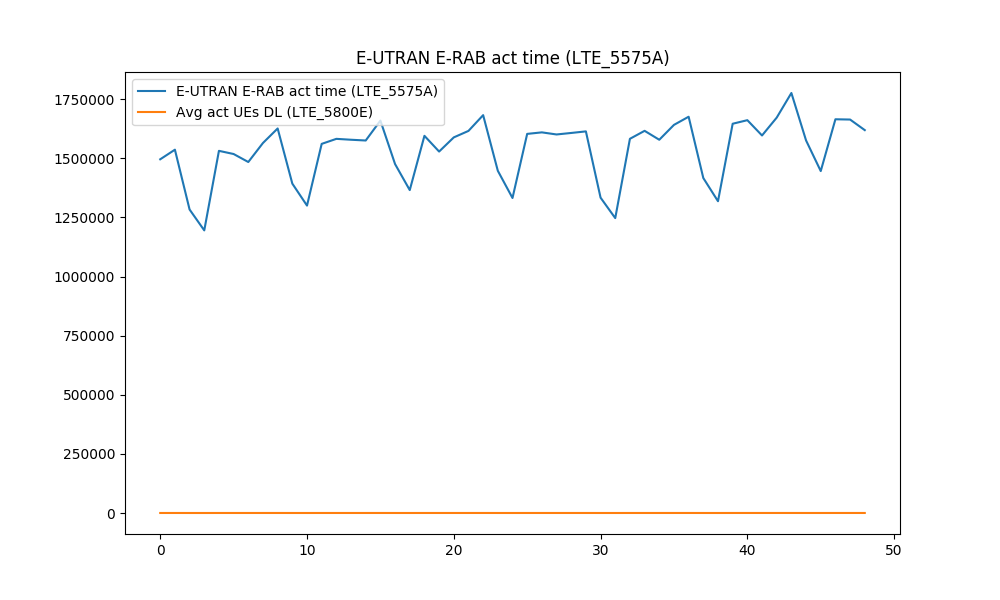 E-UTRAN E-RAB act time (LTE_5575A)
E-UTRAN E-RAB act time (LTE_5575A)
Avg act UEs DL (LTE_5800E)
1750000
1500000
1250000
1000000
750000
500000
250000
0
0 10 20 30 40 50